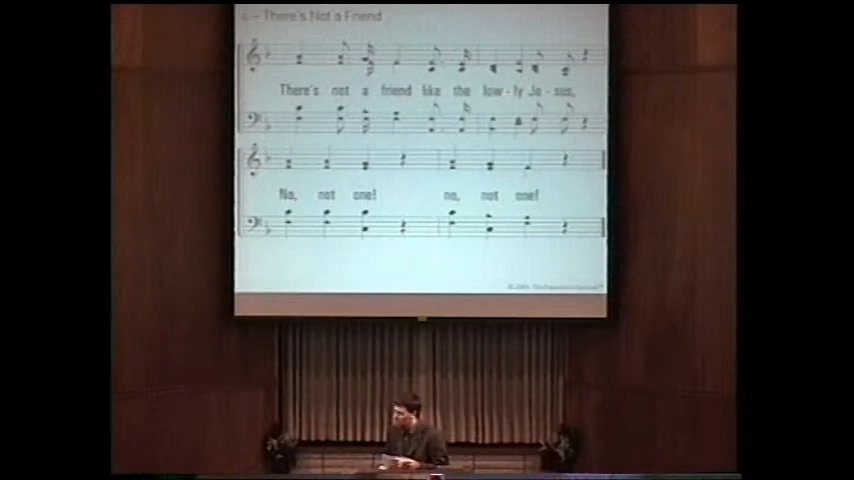 c – There's Not a Friend
There's not a friend like the low - ly Je - sus,
No, not one! no, not one!